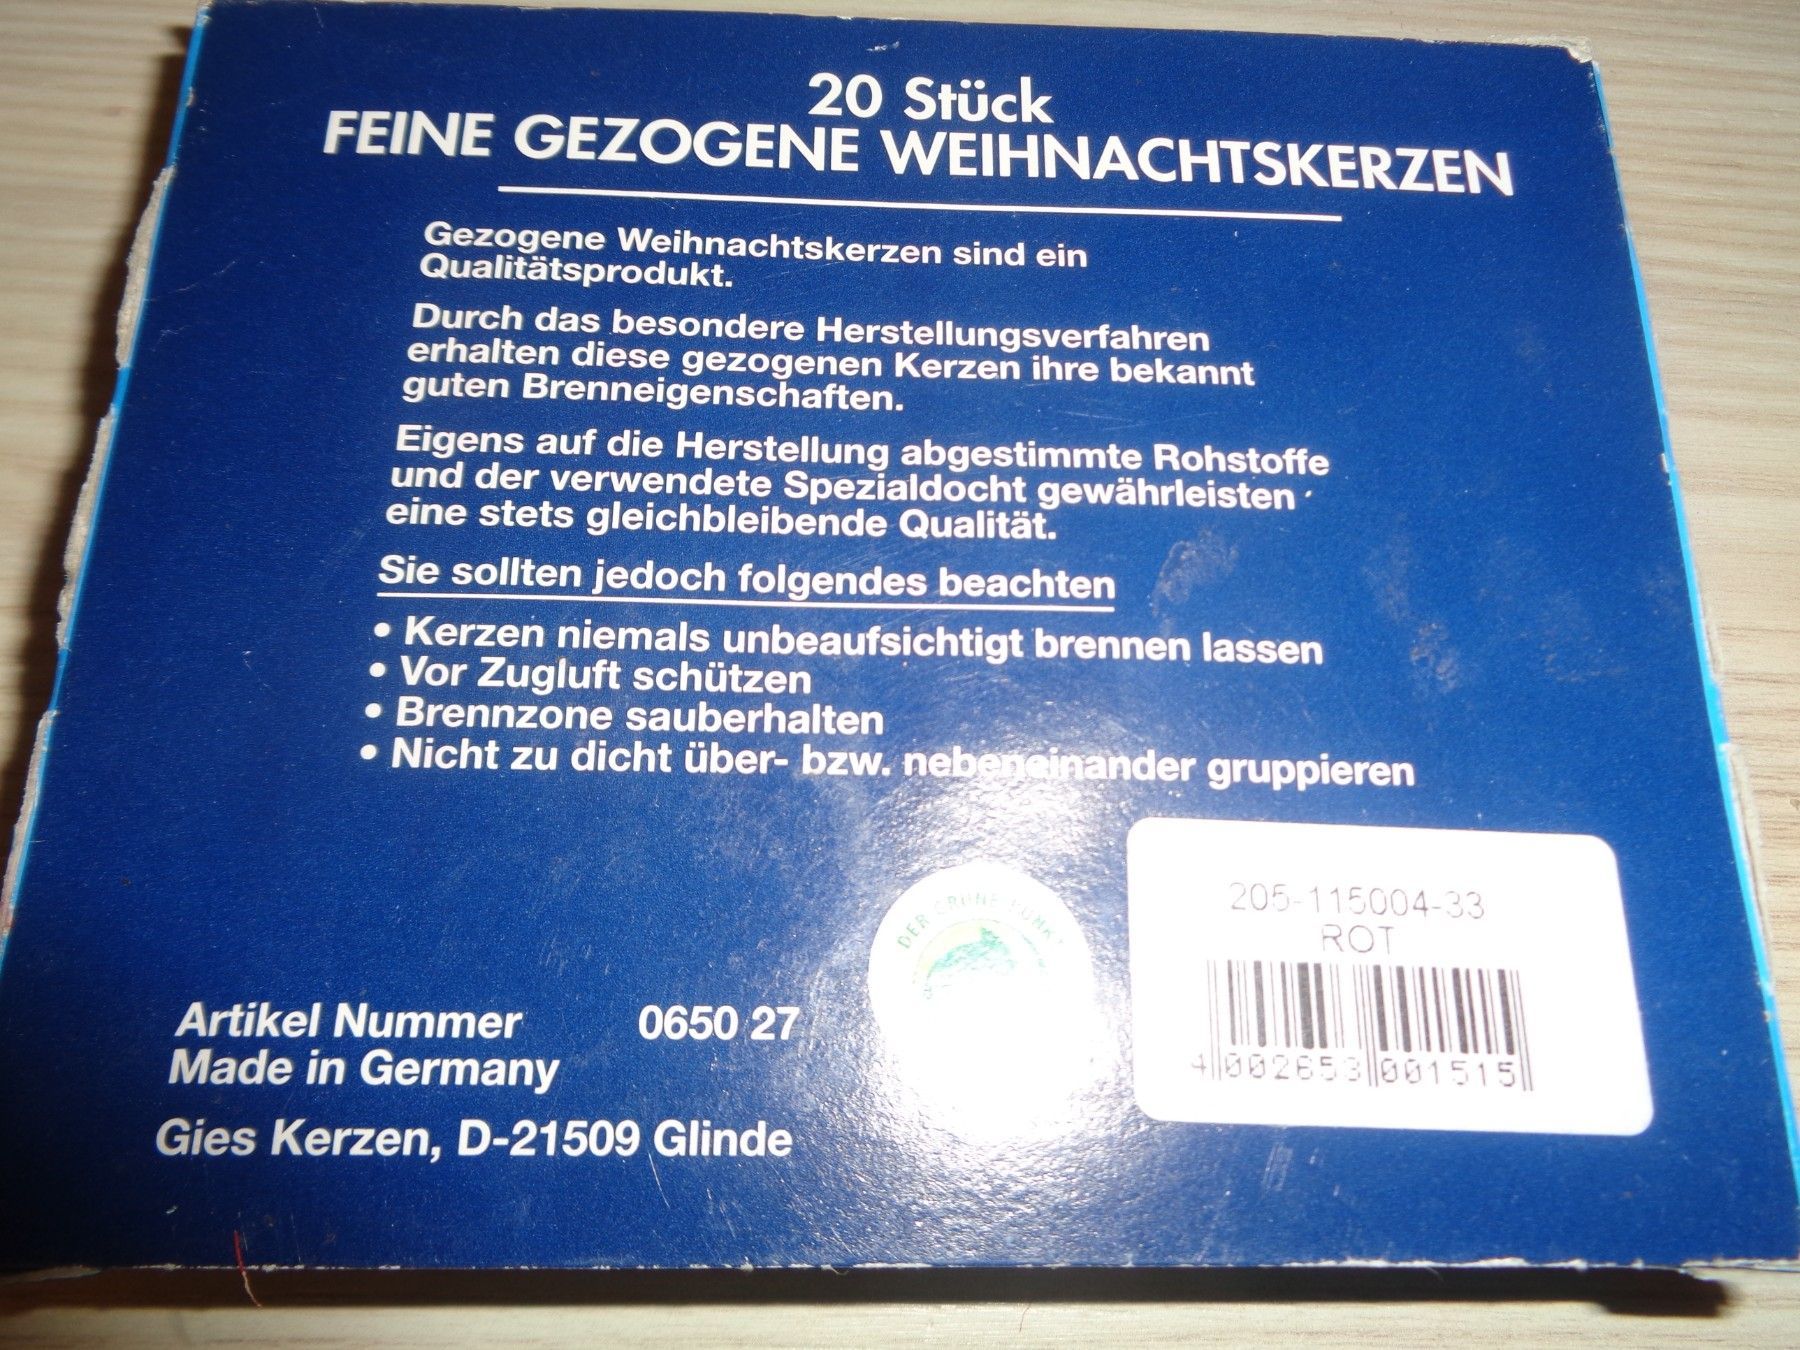 20 Stück
FEINE GEZOGENE WEIHNACHTSKERZEN
Gezogene Weihnachtskerzen sind ein
Qualitätsprodukt.
Durch das besondere Herstellungsverfahren
erhalten diese gezogenen Kerzen ihre bekannt
guten Brenneigenschaften.
Eigens auf die Herstellung abgestimmte Rohstoffe
und der verwendete Spezialdocht gewährleisten
eine stets gleichbleibende Qualität.
Sie sollten jedoch folgendes beachten
• Kerzen niemals unbeaufsichtigt brennen lassen
• Vor Zugluft schützen
• Brennzone sauberhalten
• Nicht zu dicht über- bzw. nebeneinander gruppieren
DER GRÜNE PUNKT
205-115004-33
ROT
4 002653 001515
Artikel Nummer 0650 27
Made in Germany
Gies Kerzen, D-21509 Glinde